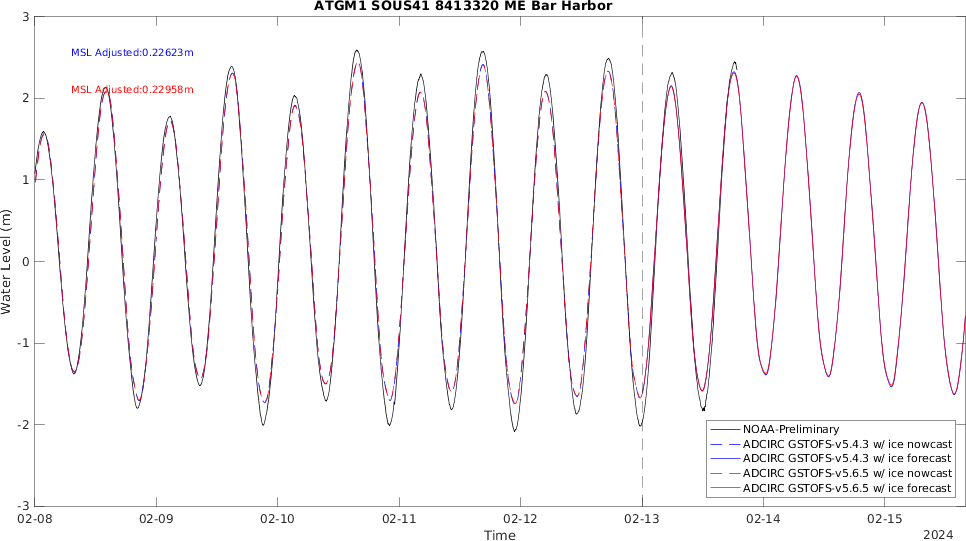 ATGM1 SOUS41 8413320 ME Bar Harbor
3
MSL Adjusted:0.22623m
MSL Adjusted:0.22958m
2
1
0
-1
-2
-3
Water Level (m)
NOAA-Preliminary
ADCIRC GSTOFS-v5.4.3 w/ ice nowcast
ADCIRC GSTOFS-v5.4.3 w/ ice forecast
ADCIRC GSTOFS-v5.6.5 w/ ice nowcast
ADCIRC GSTOFS-v5.6.5 w/ ice forecast
02-08 02-09 02-10 02-11 02-12 02-13 02-14 02-15
Time
2024